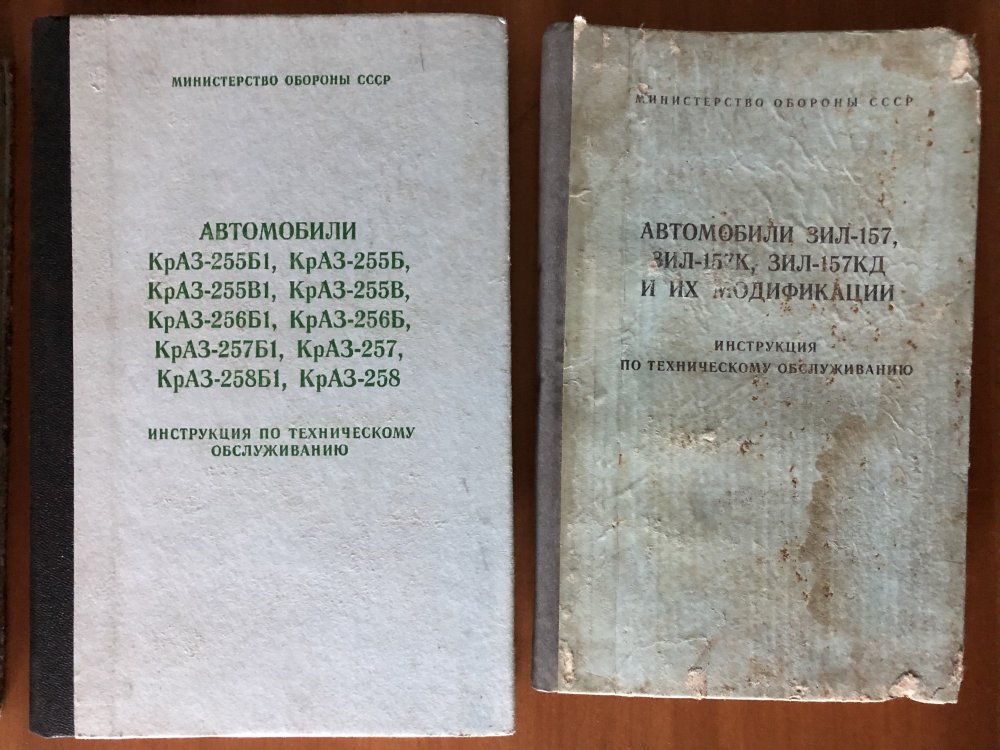 МИНИСТЕРСТВО ОБОРОНЫ СССР
АВТОМОБИЛИ
КрАЗ-255Б1, КрАЗ-255Б,
КрАЗ-255В1, КрАЗ-255В,
КрАЗ-256Б1, КрАЗ-256Б,
КрАЗ-257Б1, КрАЗ-257,
КрАЗ-258Б1, КрАЗ-258
ИНСТРУКЦИЯ ПО ТЕХНИЧЕСКОМУ
ОБСЛУЖИВАНИЮ
МИНИСТЕРСТВО ОБОРОНЫ СССР
АВТОМОБИЛИ ЗИЛ-157,
ЗИЛ-157К, ЗИЛ-157КД
И ИХ МОДИФИКАЦИИ
ИНСТРУКЦИЯ
ПО ТЕХНИЧЕСКОМУ ОБСЛУЖИВАНИЮ